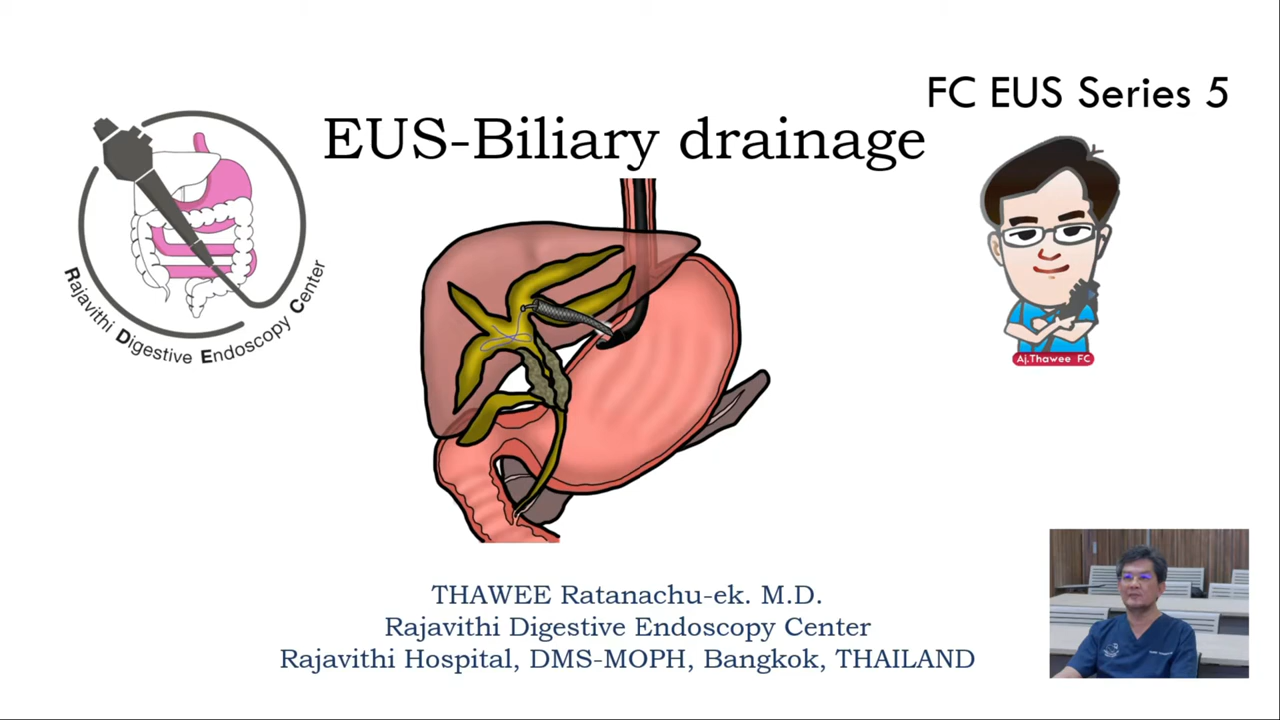 FC EUS Series 5
EUS-Biliary drainage
Rajavithi Digestive Endoscopy Center
Aj.Thawee FC
THAWEE Ratanachu-ek. M.D.
Rajavithi Digestive Endoscopy Center
Rajavithi Hospital, DMS-MOPH, Bangkok, THAILAND